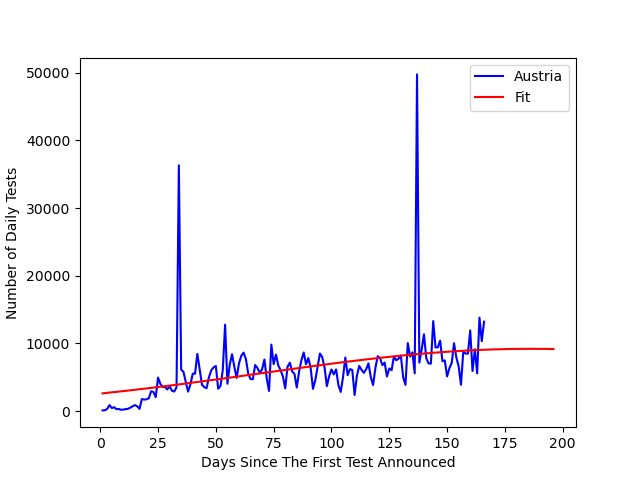 50000
40000
30000
20000
10000
0
Number of Daily Tests
Austria
Fit
0 25 50 75 100 125 150 175 200
Days Since The First Test Announced